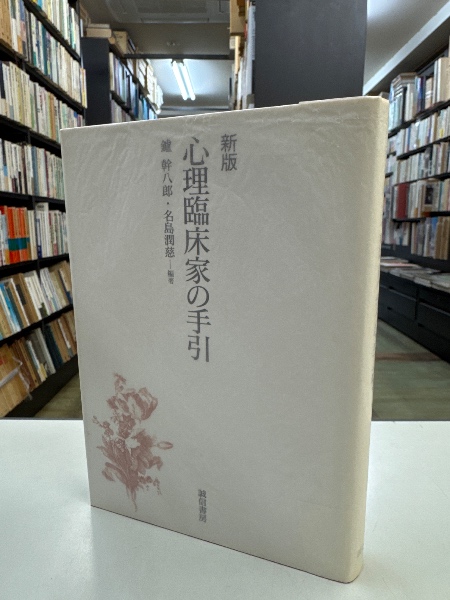 新版
心理臨床家の手引
鑪 幹八郎・名島潤慈―編著
誠信書房